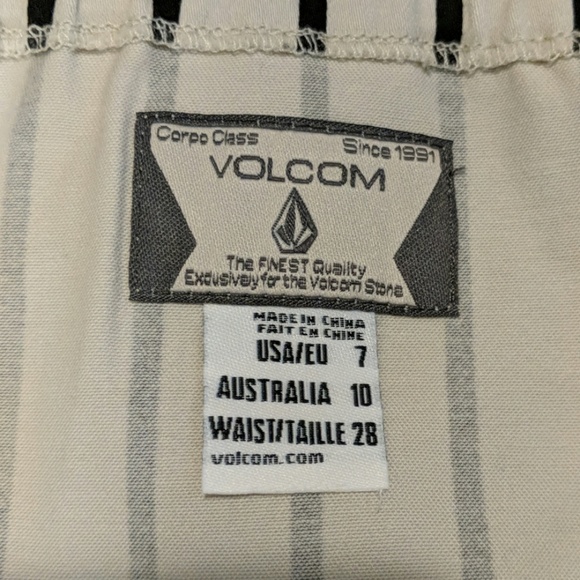 Corpo Class Since 1991
VOLCOM
The FINEST Quality
Exclusively for the Volcom Stone
MADE IN CHINA
FAIT EN CHINE
USA/EU 7
AUSTRALIA 10
WAIST/TAILLE 28
volcom.com